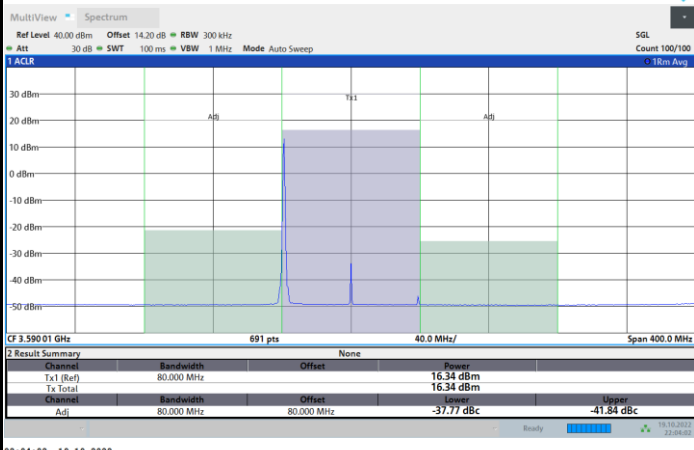 MultiView Spectrum
Ref Level 40.00 dBm Offset 14.20 dB RBW 300 kHz SGL
Att 30 dB SWT 100 ms VBW 1 MHz Mode Auto Sweep Count 100/100
1 ACLR 1Rm Avg
30 dBm
Tx1
20 dBm
Adj Adj
10 dBm
0 dBm
-10 dBm
-20 dBm
-30 dBm
-40 dBm
-50 dBm
CF 3.590 01 GHz 691 pts 40.0 MHz/ Span 400.0 MHz
2 Result Summary None
Channel Bandwidth Offset Power
Tx1 (Ref) 80.000 MHz 16.34 dBm
Tx Total 16.34 dBm
Channel Bandwidth Offset Lower Upper
Adj 80.000 MHz 80.000 MHz -37.77 dBc -41.84 dBc
Ready 19.10.2022
22:04:02